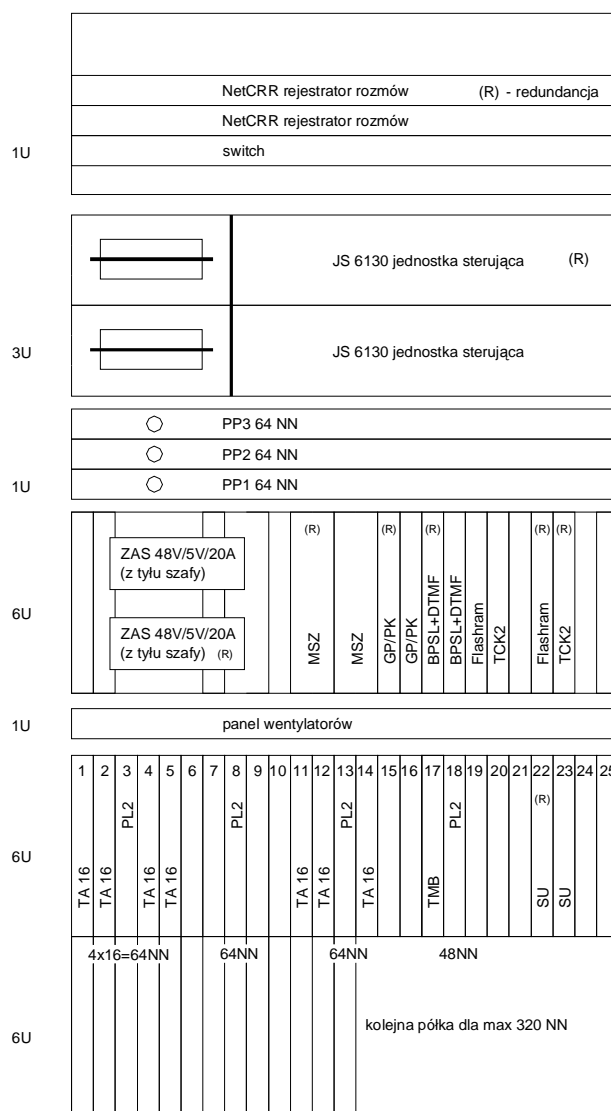 NetCRR rejestrator rozmów (R) - redundancja
NetCRR rejestrator rozmów
1U switch
JS 6130 jednostka sterująca (R)
3U JS 6130 jednostka sterująca
PP3 64 NN
PP2 64 NN
1U PP1 64 NN
6U
ZAS 48V/5V/20A
(z tyłu szafy)
ZAS 48V/5V/20A
(z tyłu szafy) (R)
(R) (R) (R) (R) (R)
MSZ MSZ GP/PK GP/PK BPSL+DTMF BPSL+DTMF Flashram TCK2 Flashram TCK2
1U panel wentylatorów
1 2 3 4 5 6 7 8 9 10 11 12 13 14 15 16 17 18 19 20 21 22 23 24 25
(R)
PL2 PL2 PL2 PL2
6U
TA 16 TA 16 TA 16 TA 16 TA 16 TA 16 TA 16 TMB SU SU
4x16=64NN 64NN 64NN 48NN
kolejna półka dla max 320 NN
6U